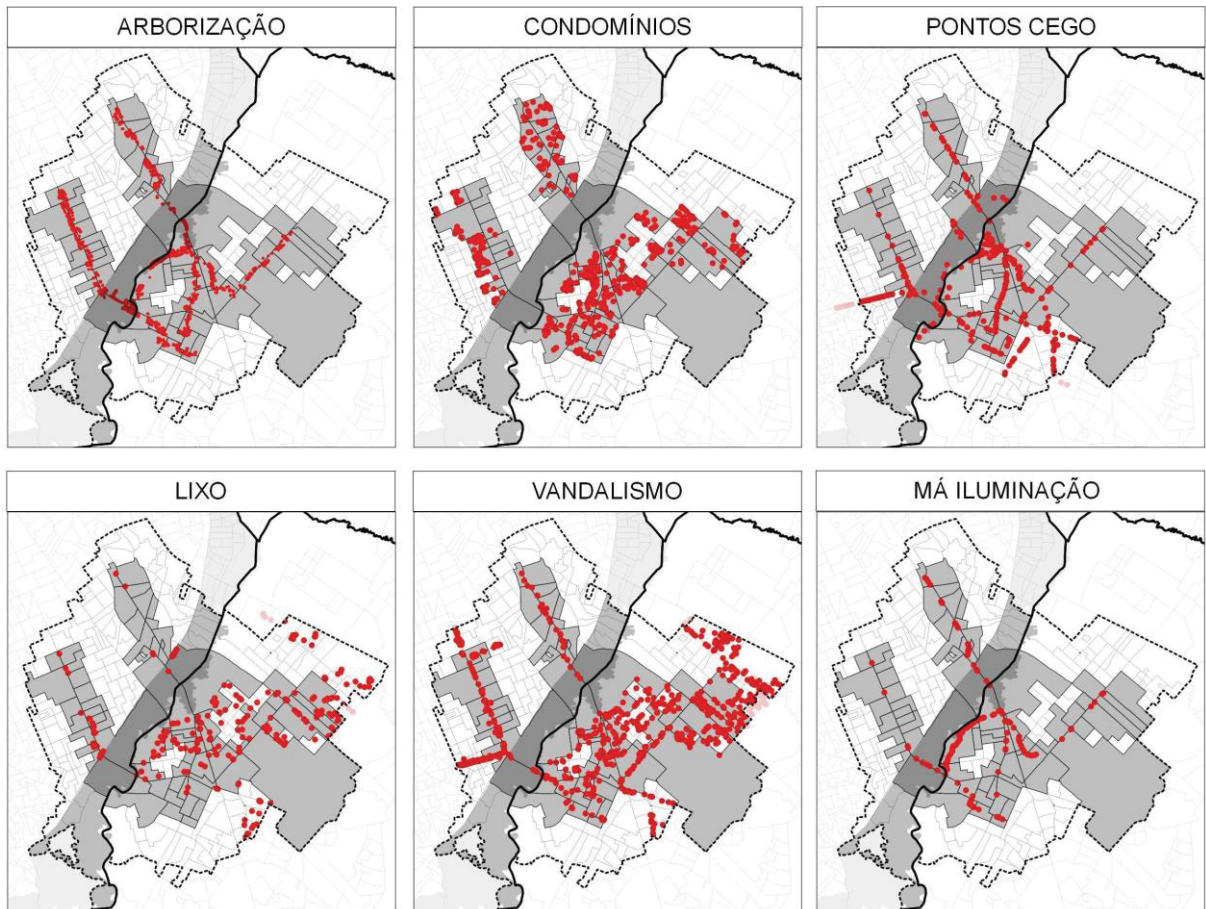 ARBORIZAÇÃO
CONDOMÍNIOS
PONTOS CEGO
LIXO
VANDALISMO
MÁ ILUMINAÇÃO